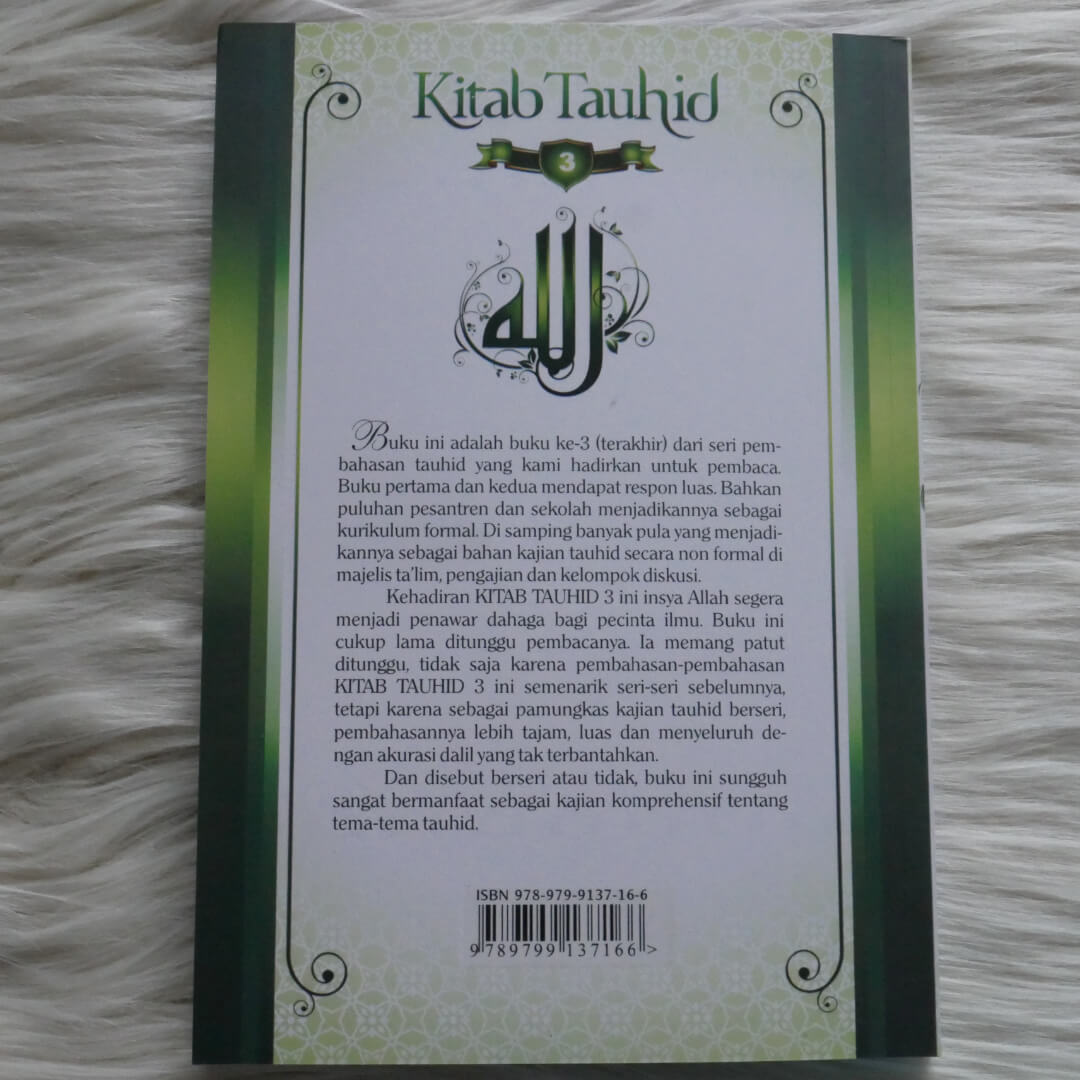 Kitab Tauhid
3
الله
Buku ini adalah buku ke-3 (terakhir) dari seri pem-
bahasan tauhid yang kami hadirkan untuk pembaca.
Buku pertama dan kedua mendapat respon luas. Bahkan
puluhan pesantren dan sekolah menjadikannya sebagai
kurikulum formal. Di samping banyak pula yang menjadi-
kannya sebagai bahan kajian tauhid secara non formal di
majelis ta'lim, pengajian dan kelompok diskusi.
Kehadiran KITAB TAUHID 3 ini insya Allah segera
menjadi penawar dahaga bagi pecinta ilmu. Buku ini
cukup lama ditunggu pembacanya. Ia memang patut
ditunggu, tidak saja karena pembahasan-pembahasan
KITAB TAUHID 3 ini semenarik seri-seri sebelumnya,
tetapi karena sebagai pamungkas kajian tauhid berseri,
pembahasannya lebih tajam, luas dan menyeluruh de-
ngan akurasi dalil yang tak terbantahkan.
Dan disebut berseri atau tidak, buku ini sungguh
sangat bermanfaat sebagai kajian komprehensif tentang
tema-tema tauhid.
ISBN 978-979-9137-16-6
9 789799 137166 >